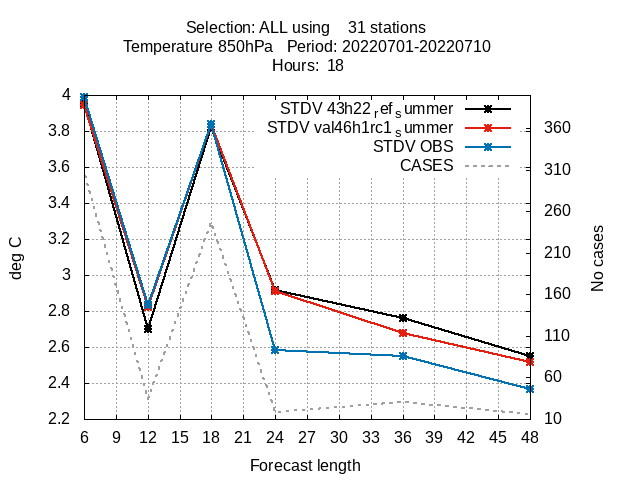 Selection: ALL using    31 stations
Temperature 850hPa   Period: 20220701-20220710
Hours:  18
STDV 43h22ref summer
STDV val46h1rc1summer
STDV OBS
CASES
deg C
4
3.8
3.6
3.4
3.2
3
2.8
2.6
2.4
2.2
360
310
260
210
160
110
60
10
No cases
6 9 12 15 18 21 24 27 30 33 36 39 42 45 48
Forecast length